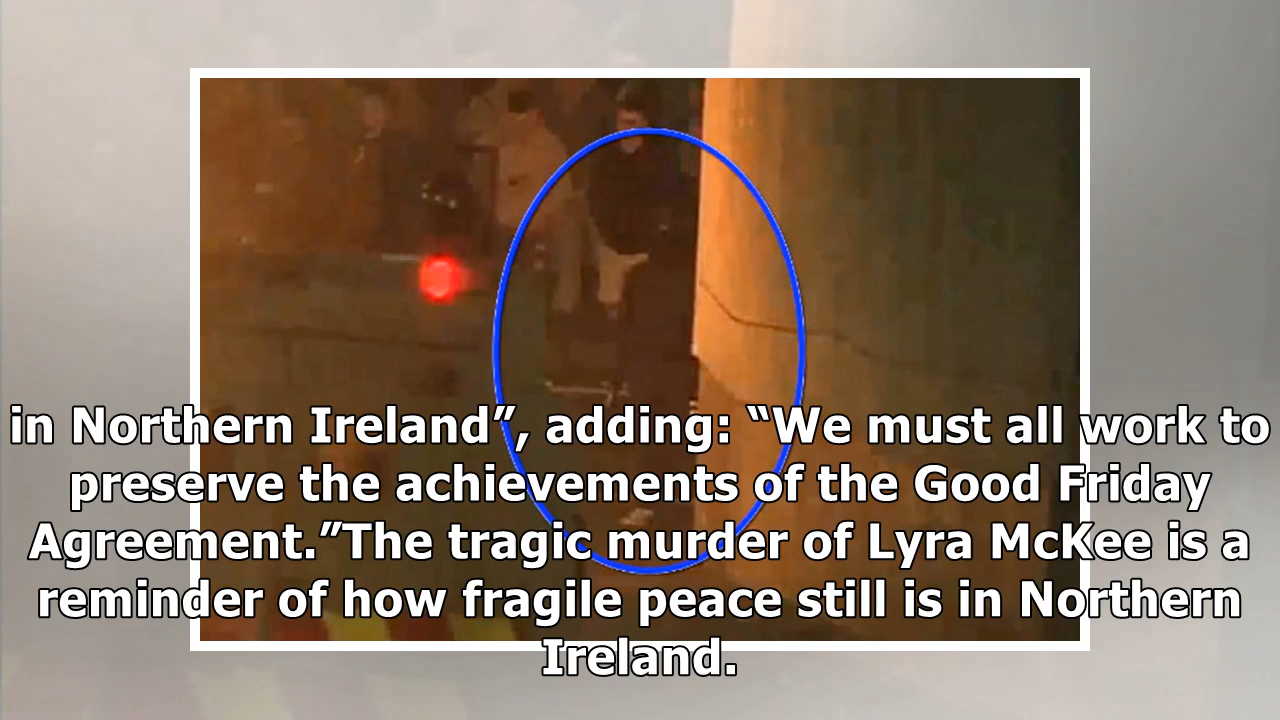 in Northern Ireland”, adding: “We must all work to
preserve the achievements of the Good Friday
Agreement.”The tragic murder of Lyra McKee is a
reminder of how fragile peace still is in Northern
Ireland.